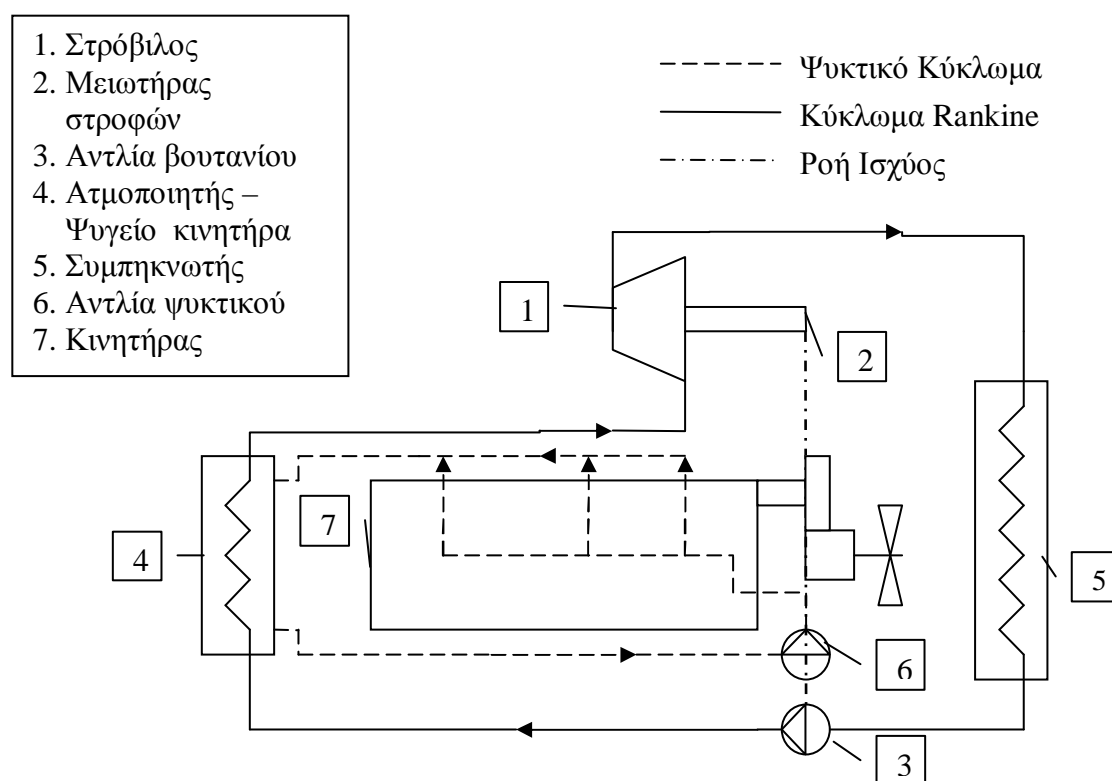 1. Στρόβιλος
2. Μειωτήρας
στροφών
3. Αντλία βουτανίου
4. Ατμοποιητής –
Ψυγείο κινητήρα
5. Συμπηκνωτής
6. Αντλία ψυκτικού
7. Κινητήρας
Ψυκτικό Κύκλωμα
Κύκλωμα Rankine
Ροή Ισχύος
1
2
7
4
5
6
3